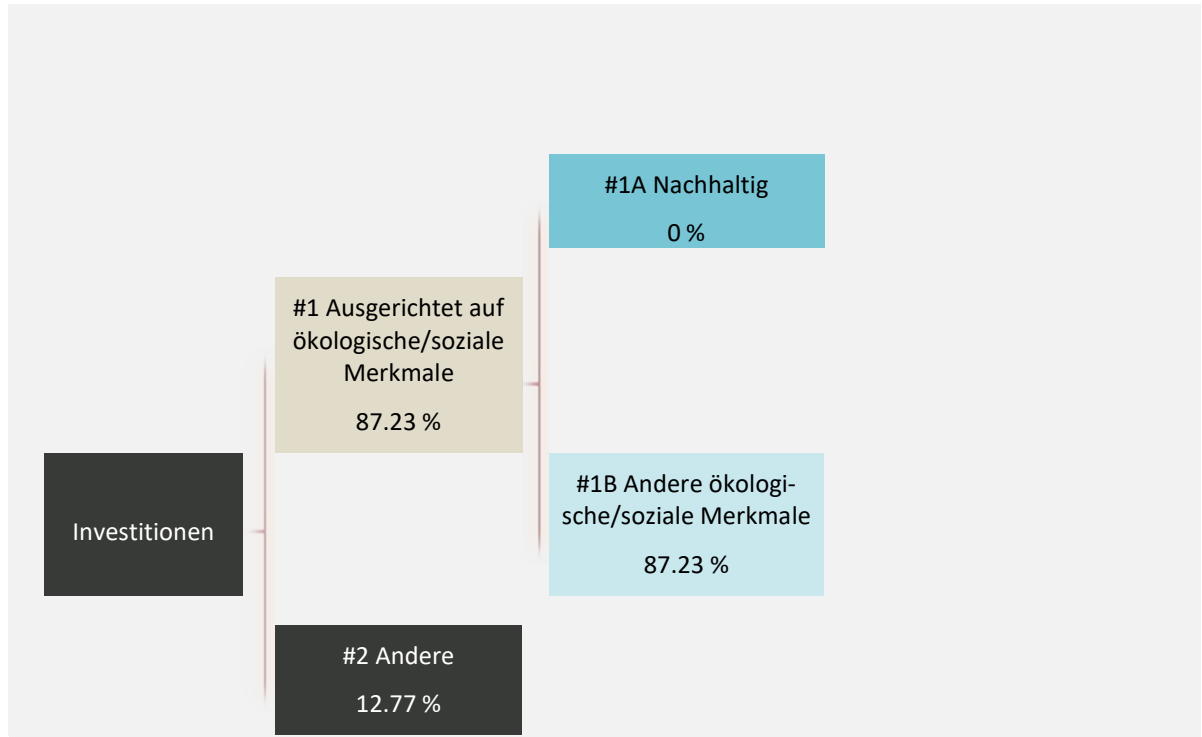 #1A Nachhaltig
0 %
#1 Ausgerichtet auf
ökologische/soziale
Merkmale
87.23 %
Investitionen
#1B Andere ökologi-
sche/soziale Merkmale
87.23 %
#2 Andere
12.77 %